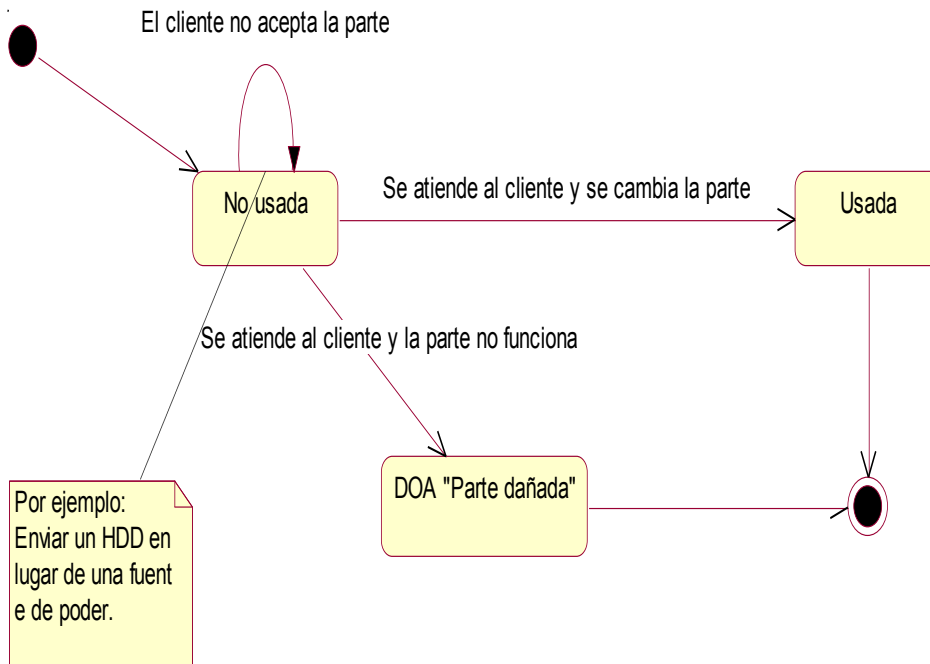 El cliente no acepta la parte
No usada
Se atiende al cliente y se cambia la parte
Usada
Se atiende al cliente y la parte no funciona
DOA "Parte dañada"
Por ejemplo:
Enviar un HDD en
lugar de una fuent
e de poder.